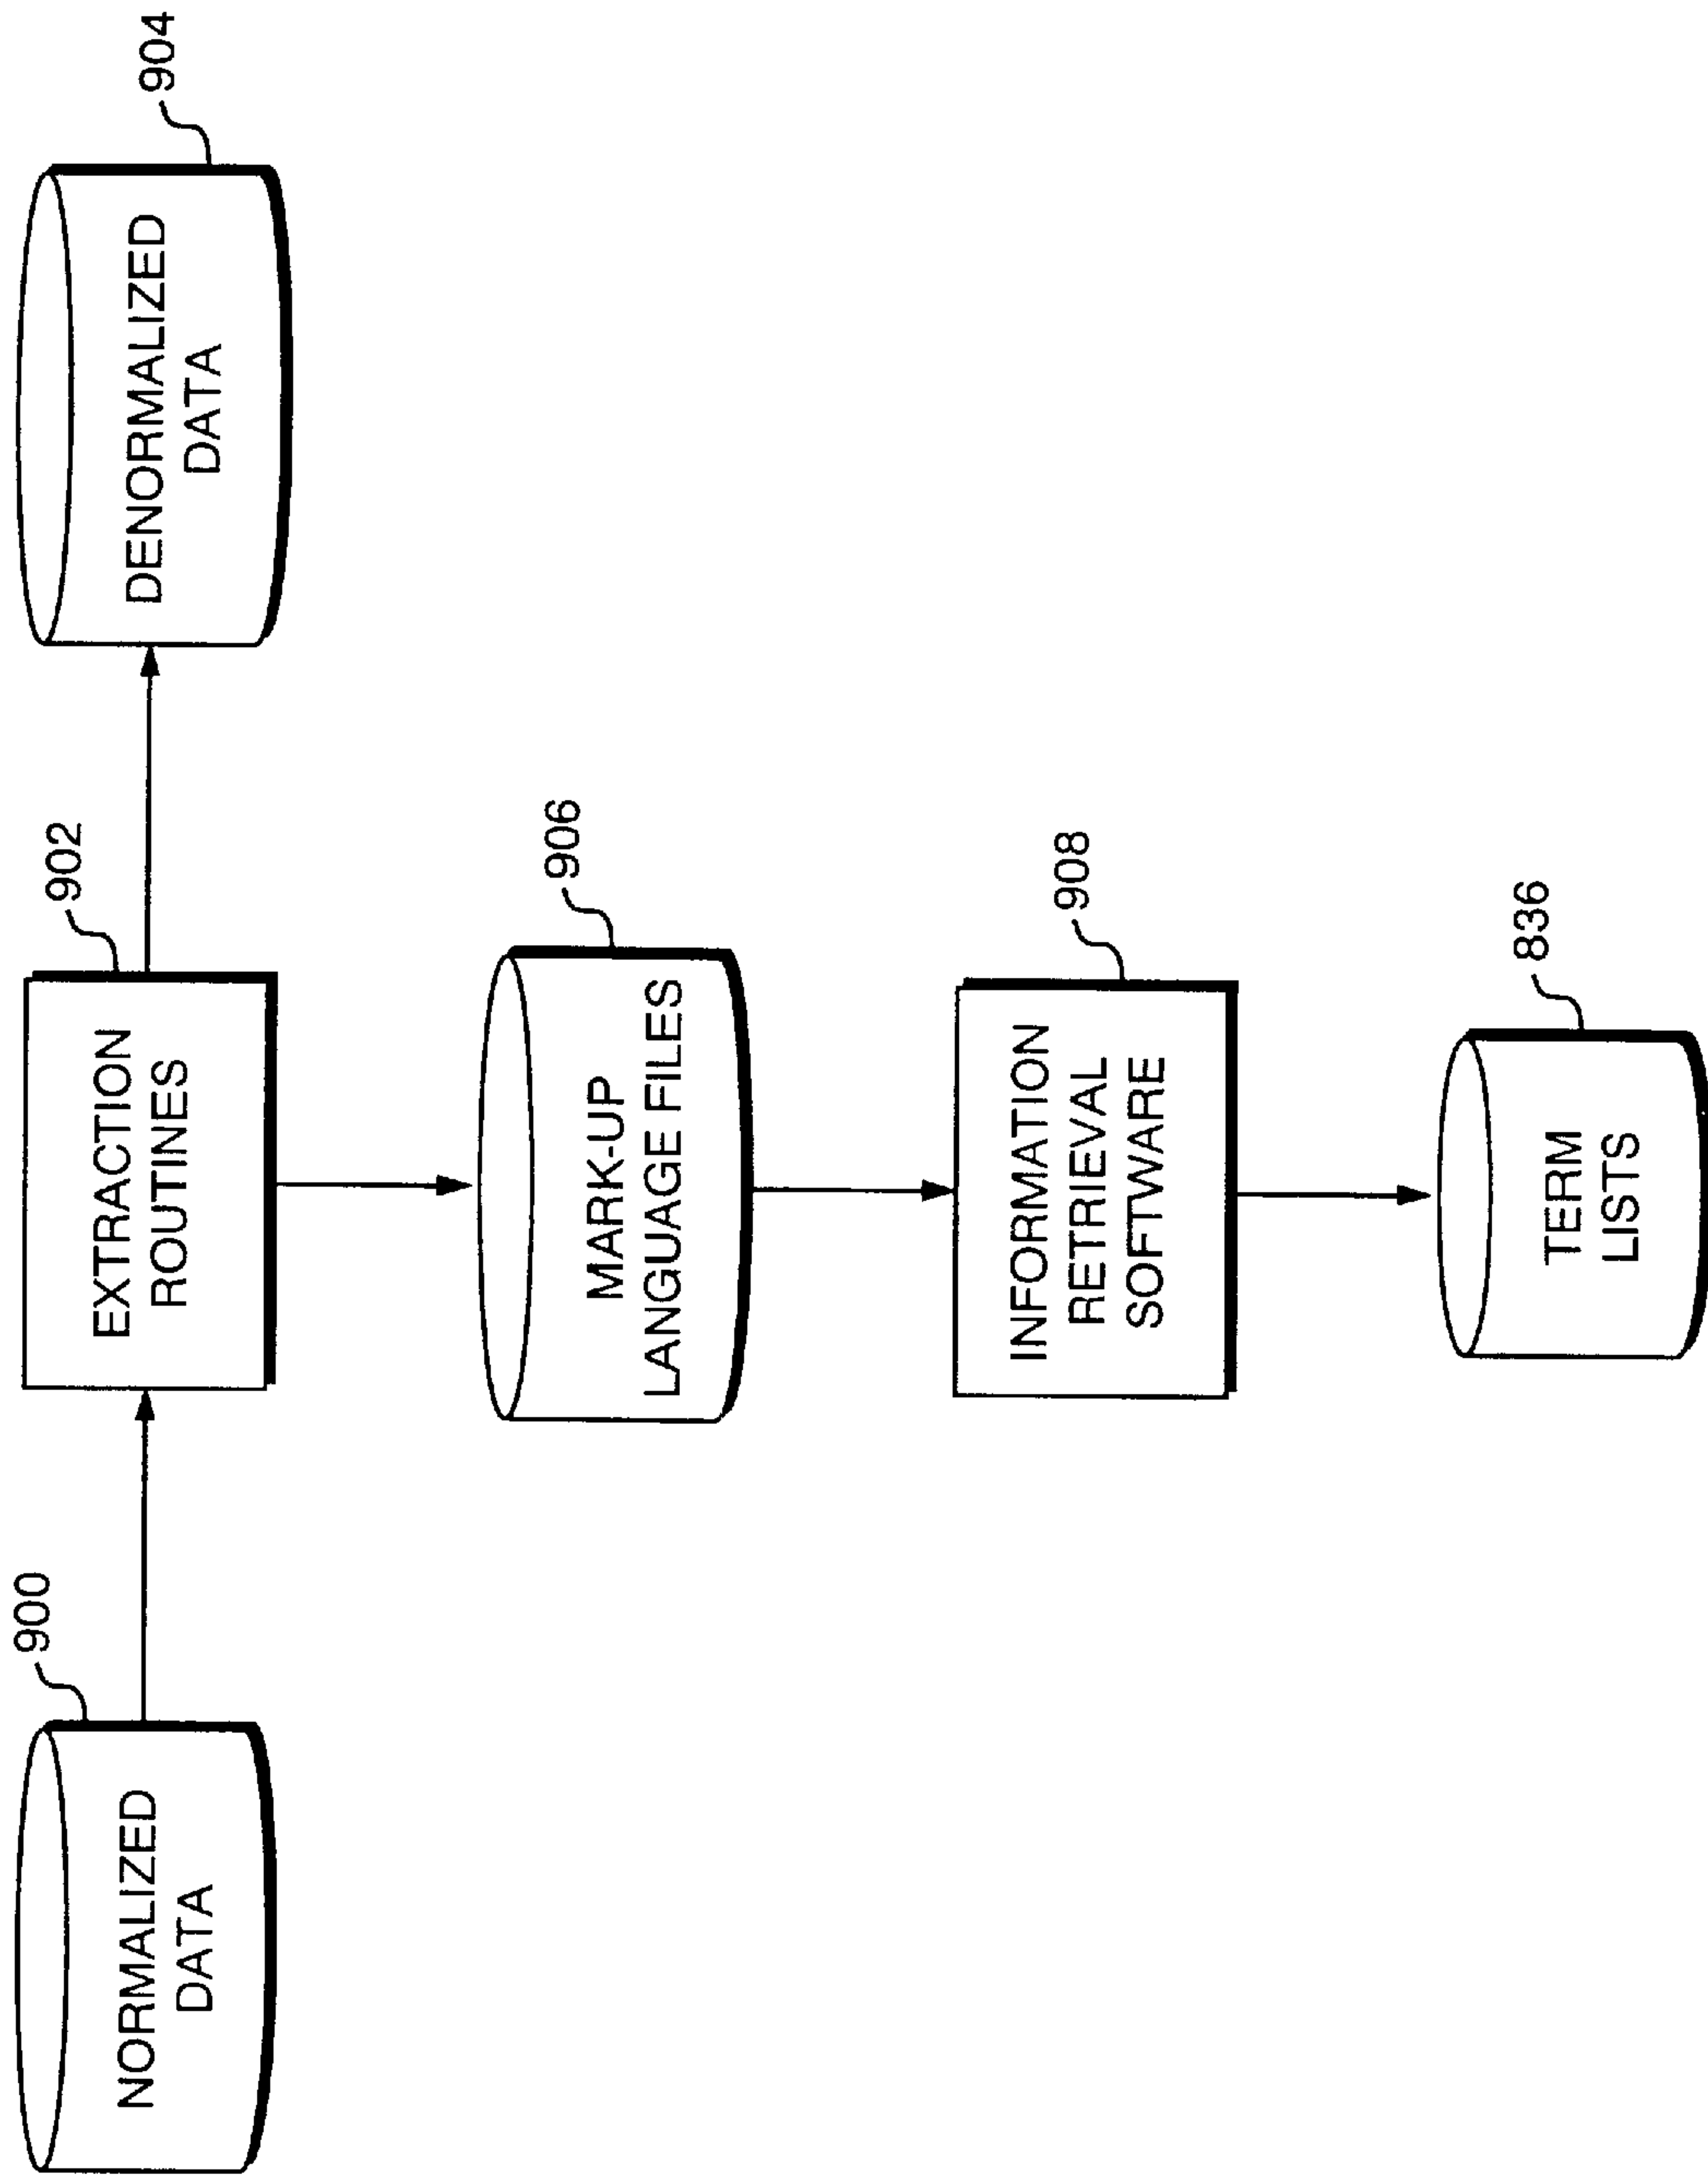 900
NORMALIZED
DATA
902
EXTRACTION
ROUTINES
904
DENORMALIZED
DATA
906
MARK-UP
LANGUAGE FILES
908
INFORMATION
RETRIEVAL
SOFTWARE
836
TERM
LISTS